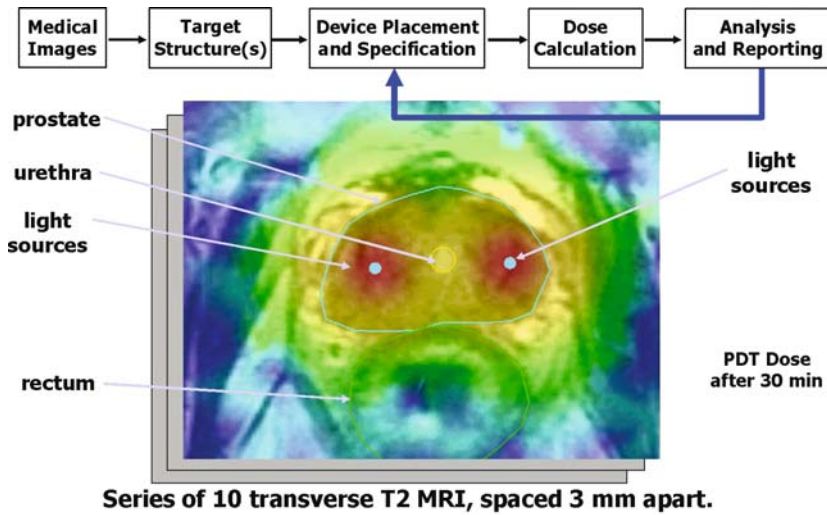 Medical Images
Target Structure(s)
Device Placement and Specification
Dose Calculation
Analysis and Reporting
prostate
urethra
light sources
light sources
rectum
PDT Dose after 30 min
Series of 10 transverse T2 MRI, spaced 3 mm apart.